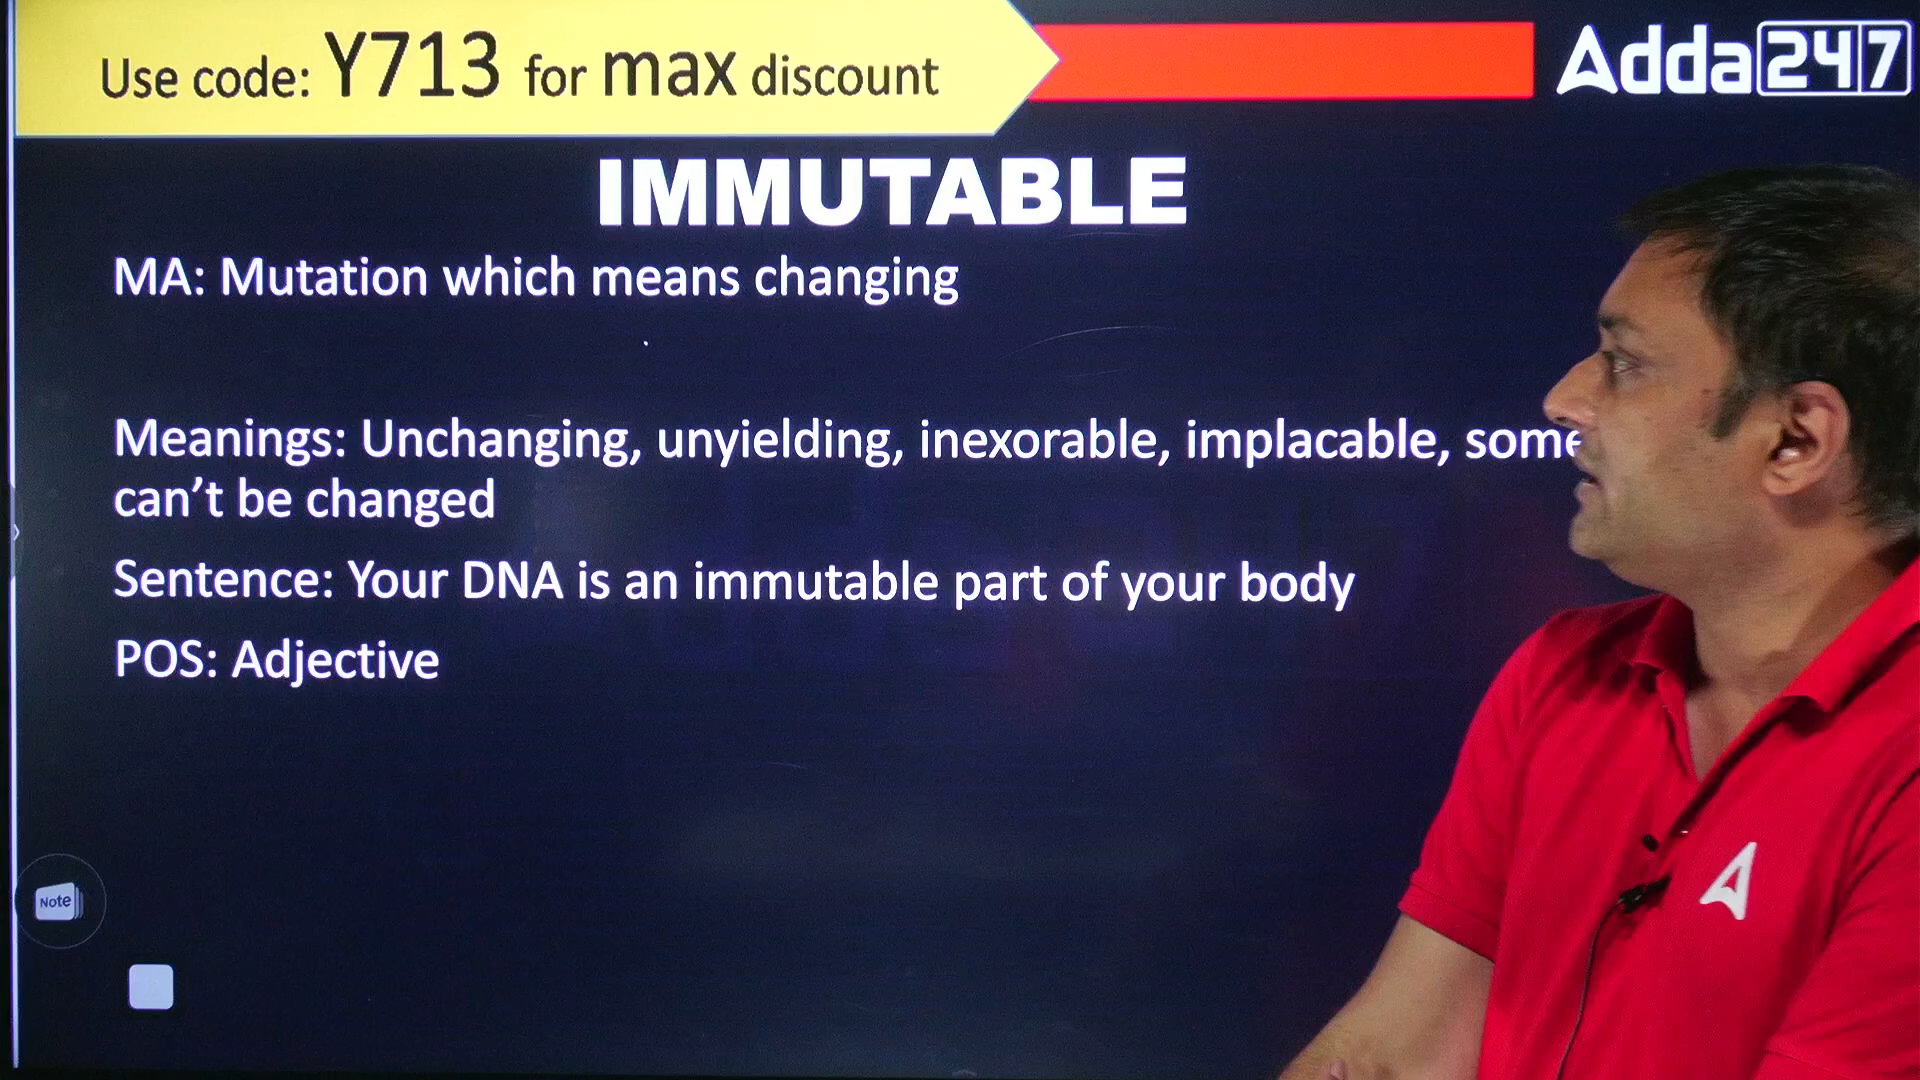 Use code: Y713 for max discount
Adda247
IMMUTABLE
MA: Mutation which means changing
Meanings: Unchanging, unyielding, inexorable, implacable,
can't be changed
Sentence: Your DNA is an immutable part of your body
POS: Adjective
Note